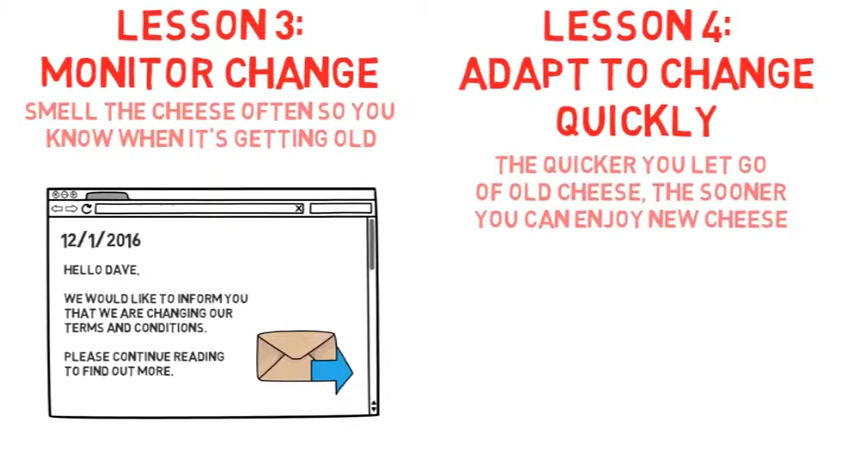 LESSON 3:
MONITOR CHANGE
SMELL THE CHEESE OFTEN SO YOU
KNOW WHEN IT'S GETTING OLD
12/1/2016
HELLO DAVE,
WE WOULD LIKE TO INFORM YOU
THAT WE ARE CHANGING OUR
TERMS AND CONDITIONS.
PLEASE CONTINUE READING
TO FIND OUT MORE.
LESSON 4:
ADAPT TO CHANGE
QUICKLY
THE QUICKER YOU LET GO
OF OLD CHEESE, THE SOONER
YOU CAN ENJOY NEW CHEESE